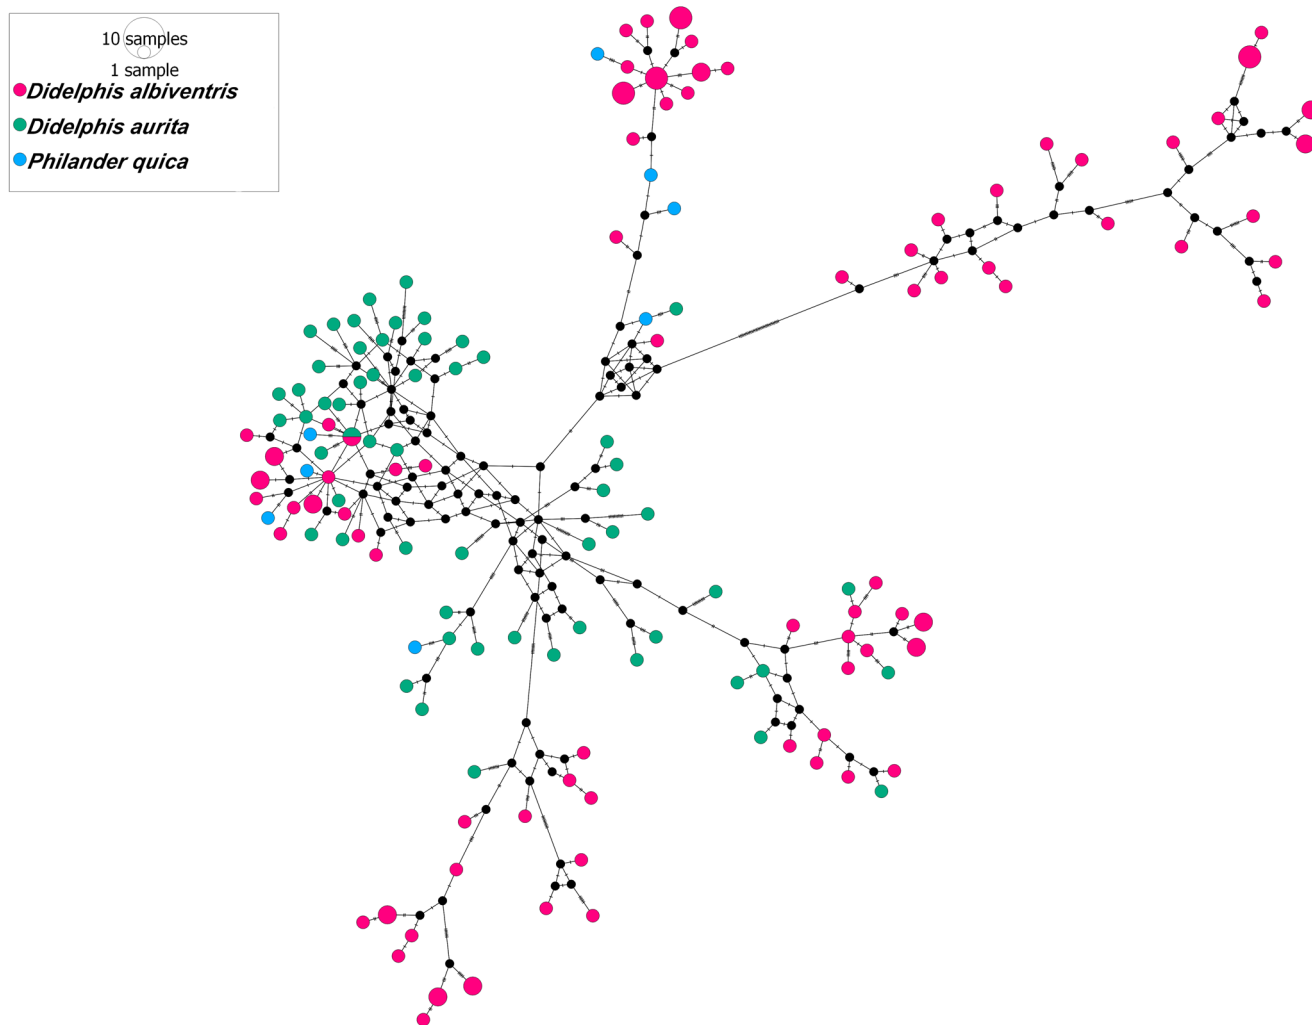 10 samples
1 sample
Didelphis albiventris
Didelphis aurita
Philander quica